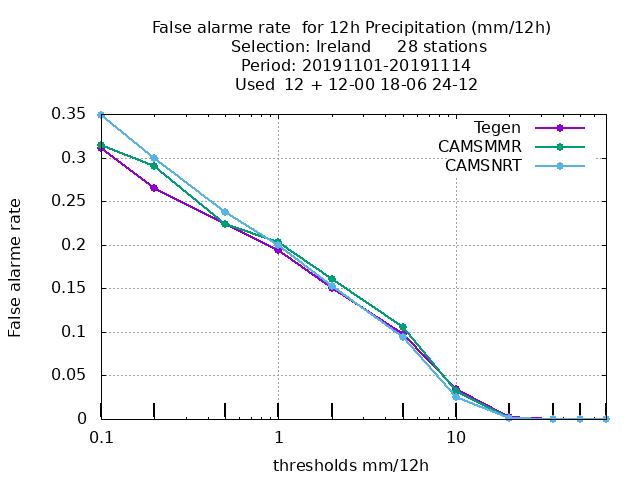 False alarme rate  for 12h Precipitation (mm/12h)
Selection: Ireland     28 stations
Period: 20191101-20191114
Used  12 + 12-00 18-06 24-12
Tegen
CAMSMMR
CAMSNRT
False alarme rate
0.35
0.3
0.25
0.2
0.15
0.1
0.05
0
0.1 1 10
thresholds mm/12h